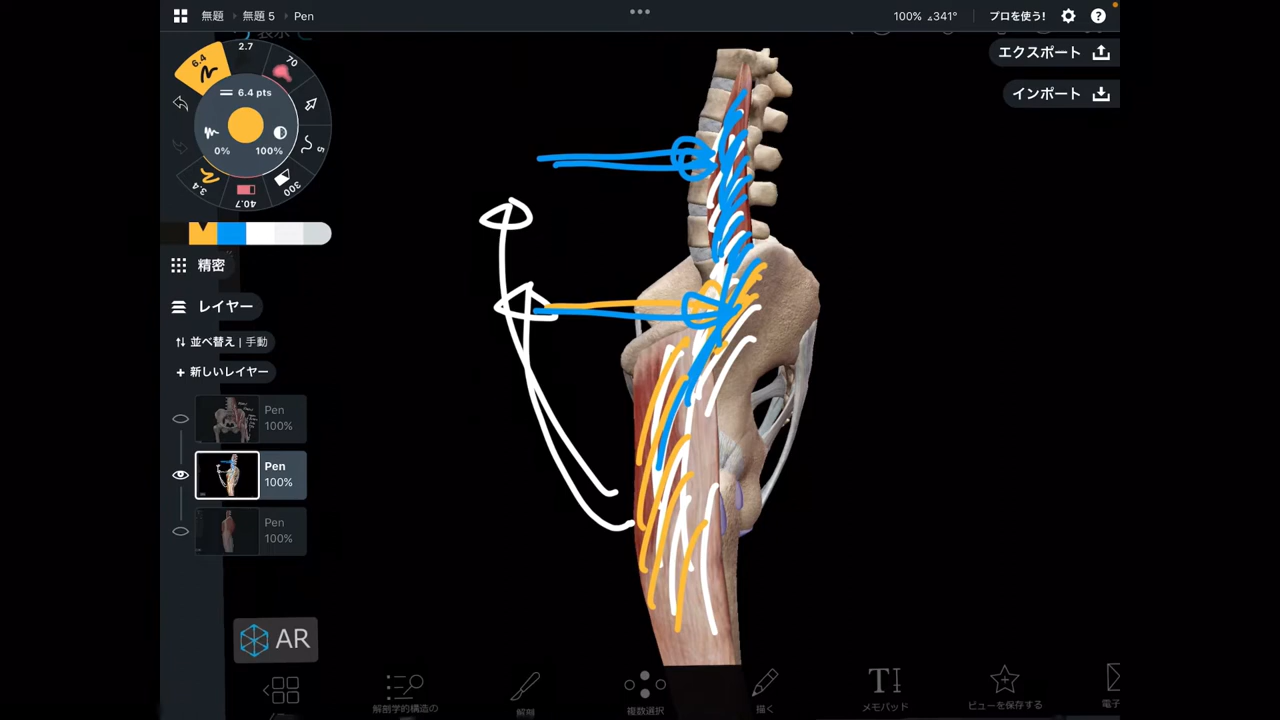 無題 › 無題 5 › Pen
100% ⊿341°
プロを使う!
表示
エクスポート
インポート
2.7
6.4
70
6.4 pts
5
0%
100%
3.4
40.7
300
精密
レイヤー
並べ替え | 手動
+ 新しいレイヤー
Pen
100%
Pen
100%
Pen
100%
AR
解剖学的構造の
解剖
複数選択
描く
メモパッド
ビューを保存する
電子